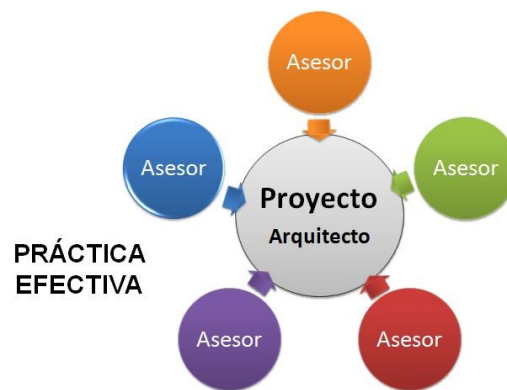 Asesor
Asesor
Asesor
Proyecto
Arquitecto
PRÁCTICA
EFECTIVA
Asesor
Asesor